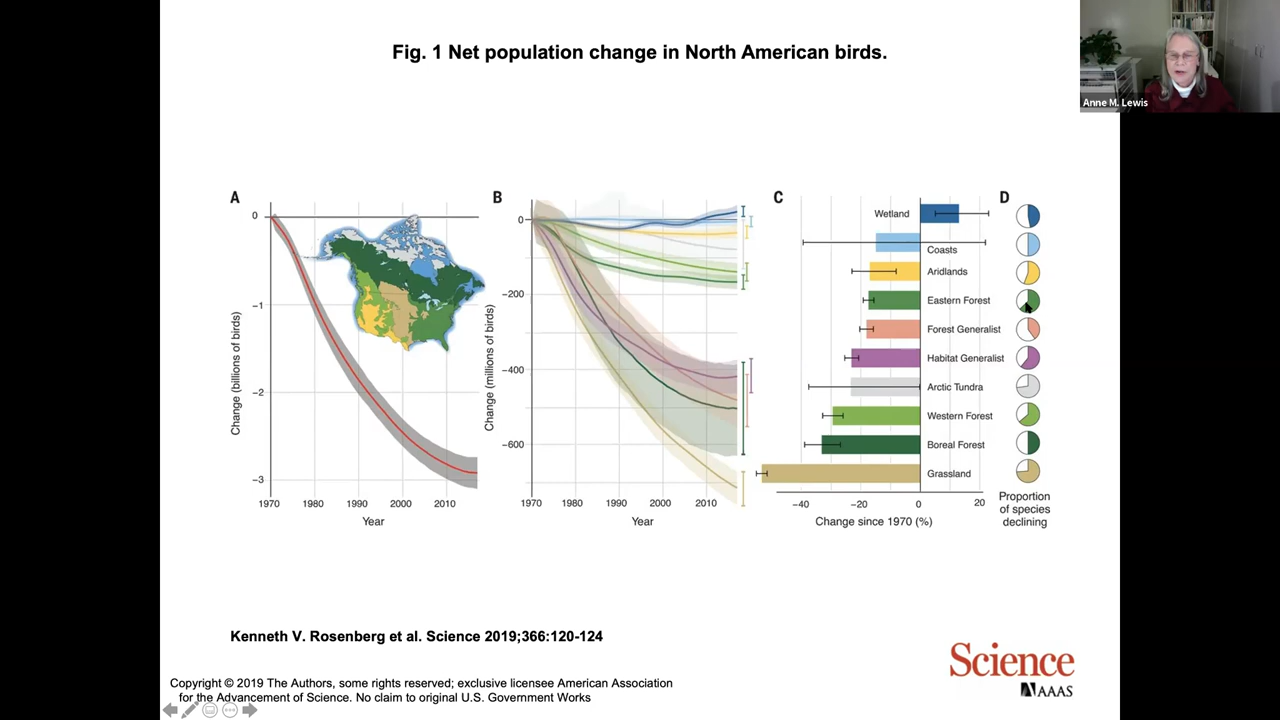 Fig. 1 Net population change in North American birds.
Anne M. Lewis
A
0
−1
−2
−3
Change (billions of birds)
1970
1980
1990
2000
2010
Year
B
0
−200
−400
−600
Change (millions of birds)
1970
1980
1990
2000
2010
Year
C
Wetland
Coasts
Aridlands
Eastern Forest
Forest Generalist
Habitat Generalist
Arctic Tundra
Western Forest
Boreal Forest
Grassland
−40
−20
0
20
Change since 1970 (%)
D
Proportion
of species
declining
Kenneth V. Rosenberg et al. Science 2019;366:120-124
Copyright © 2019 The Authors, some rights reserved; exclusive licensee American Association
for the Advancement of Science. No claim to original U.S. Government Works
Science
AAAS